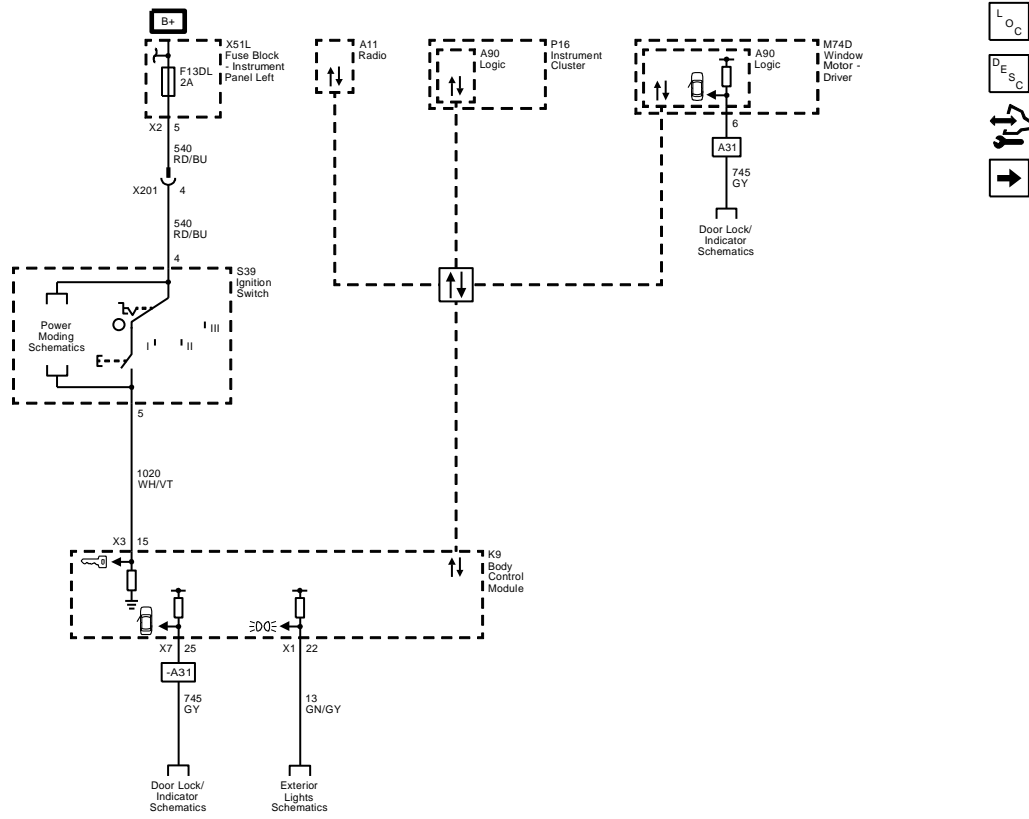 B+
X51L
Fuse Block
- Instrument
Panel Left
F13DL
2A
X2 5
540
RD/BU
X201 4
540
RD/BU
4
S39
Ignition
Switch
Power
Moding
Schematics
I
II
III
5
1020
WH/VT
X3 15
A11
Radio
A90
Logic
P16
Instrument
Cluster
A90
Logic
M74D
Window
Motor -
Driver
6
A31
745
GY
Door Lock/
Indicator
Schematics
K9
Body
Control
Module
X7 25
-A31
745
GY
Door Lock/
Indicator
Schematics
X1 22
13
GN/GY
Exterior
Lights
Schematics
LOC
DESC